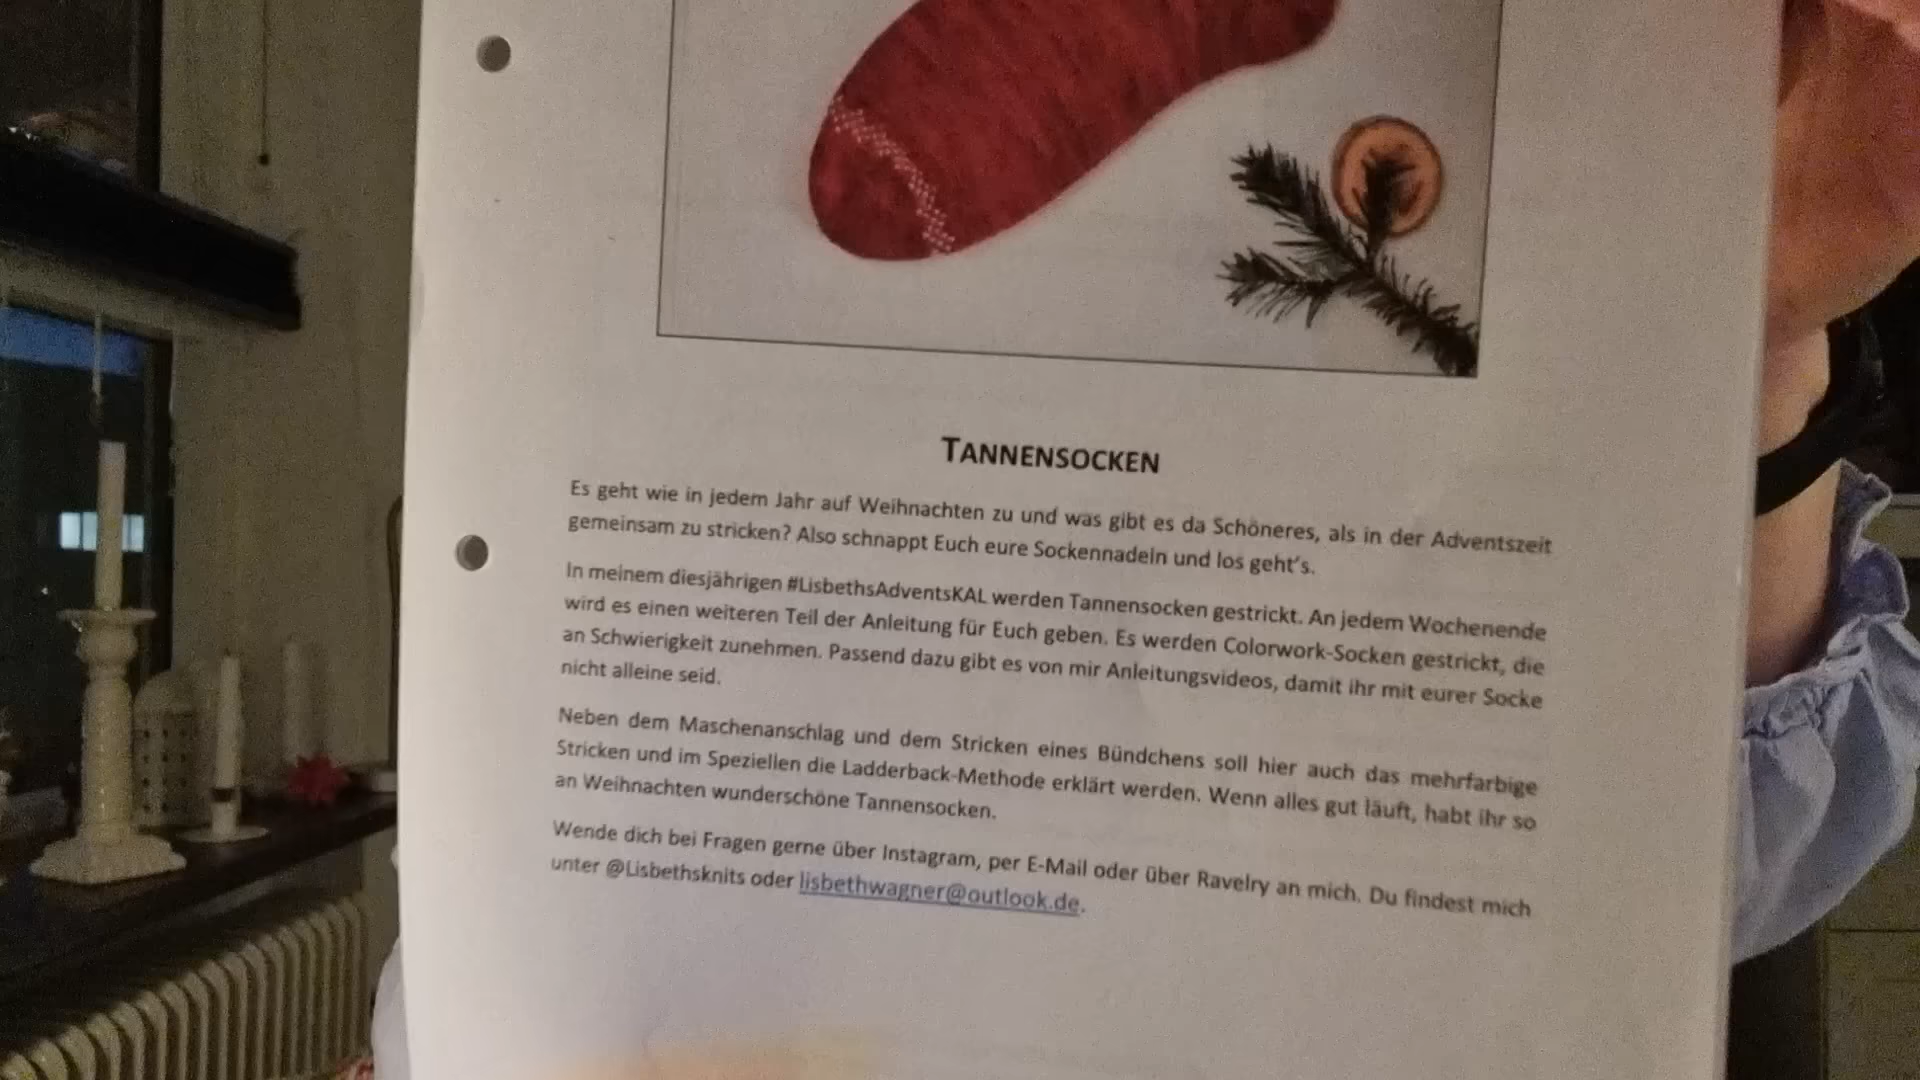 TANNENSOCKEN
Es geht wie in jedem Jahr auf Weihnachten zu und was gibt es da Schöneres, als in der Adventszeit
gemeinsam zu stricken? Also schnappt Euch eure Sockennadeln und los geht's.
In meinem diesjährigen #LisbethsAdventsKAL werden Tannensocken gestrickt. An jedem Wochenende
wird es einen weiteren Teil der Anleitung für Euch geben. Es werden Colorwork-Socken gestrickt, die
an Schwierigkeit zunehmen. Passend dazu gibt es von mir Anleitungsvideos, damit ihr mit eurer Socke
nicht alleine seid.
Neben dem Maschenanschlag und dem Stricken eines Bündchens soll hier auch das mehrfarbige
Stricken und im Speziellen die Ladderback-Methode erklärt werden. Wenn alles gut läuft, habt ihr so
an Weihnachten wunderschöne Tannensocken.
Wende dich bei Fragen gerne über Instagram, per E-Mail oder über Ravelry an mich. Du findest mich
unter @Lisbethsknits oder lisbethwagner@outlook.de.